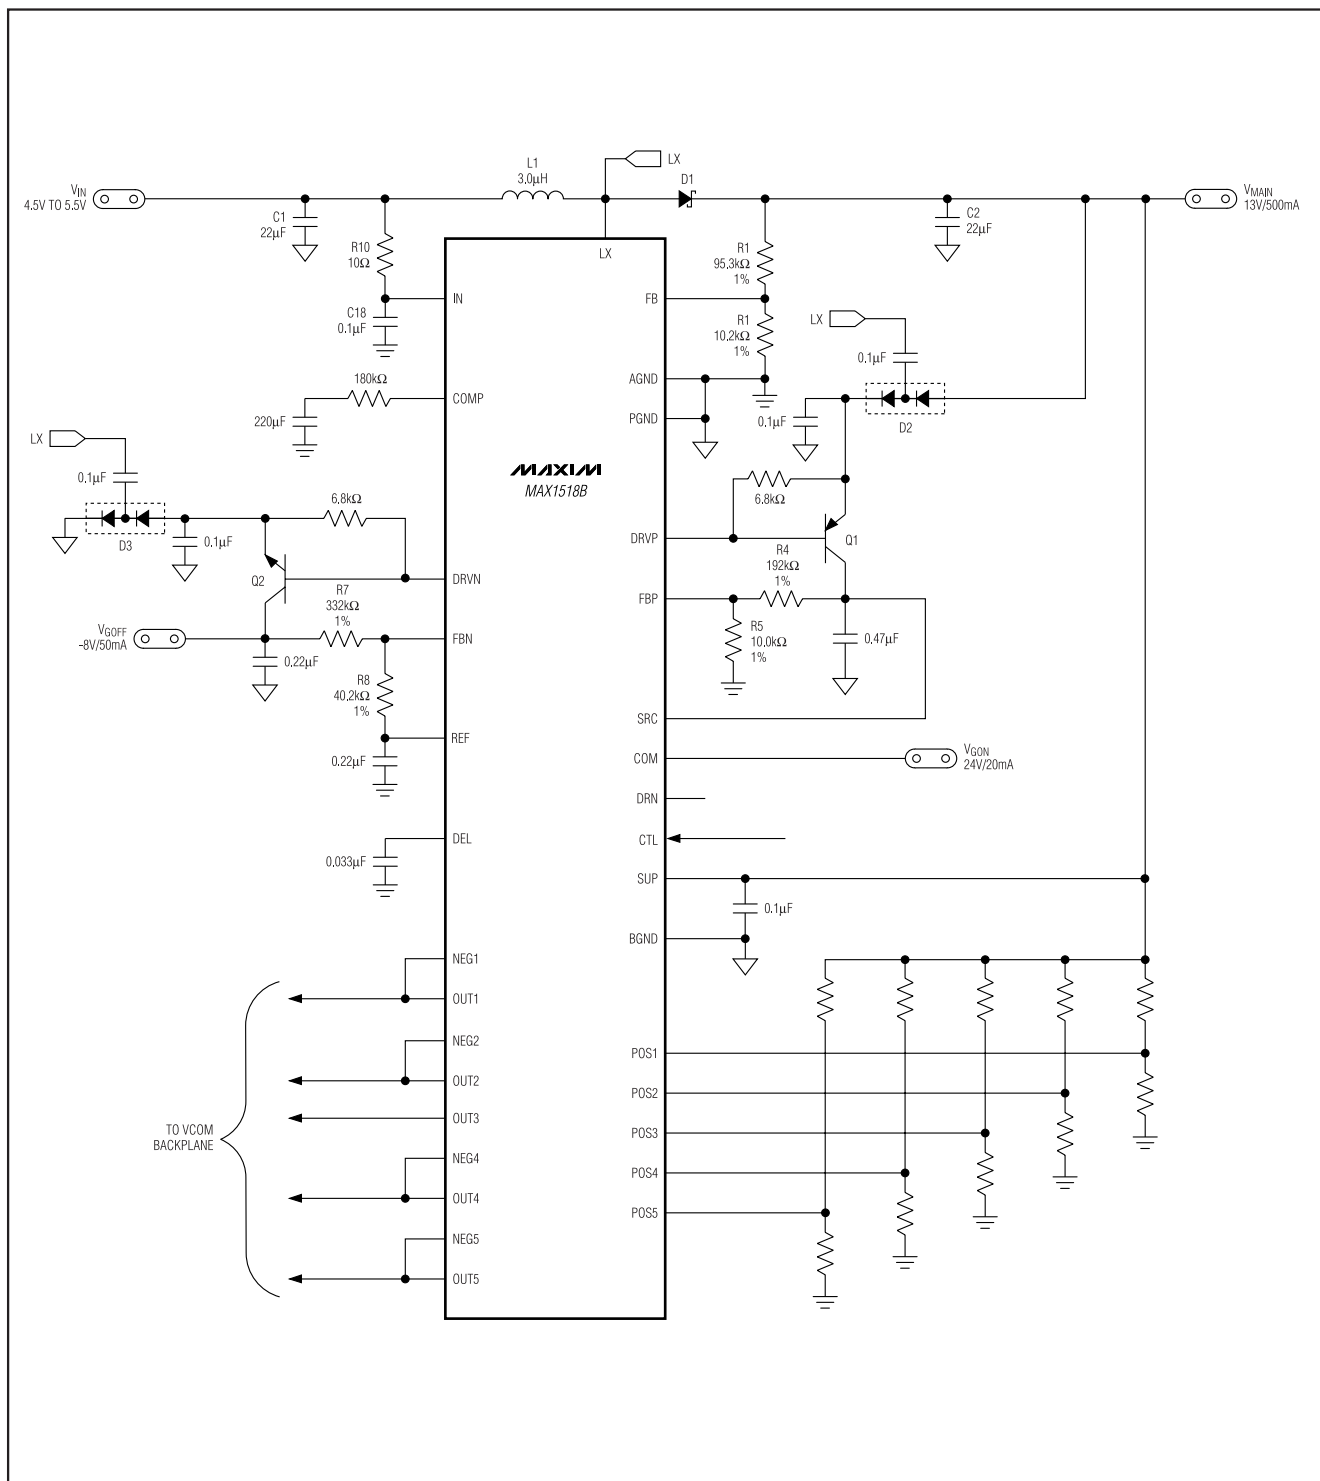 LX
L1
3.0µH
D1
VIN
4.5V TO 5.5V
VMAIN
13V/500mA
C1
22µF
C2
22µF
R10
10Ω
LX
R1
95.3kΩ
1%
IN
FB
C18
0.1µF
R1
10.2kΩ
1%
LX
0.1µF
180kΩ
AGND
COMP
220µF
PGND
0.1µF
D2
LX
MAXIM
MAX1518B
0.1µF
6.8kΩ
6.8kΩ
D3
0.1µF
DRVP
Q1
Q2
DRVN
R4
192kΩ
1%
R7
332kΩ
1%
FBP
VGOFF
-8V/50mA
FBN
R5
10.0kΩ
1%
0.47µF
0.22µF
R8
40.2kΩ
1%
SRC
REF
0.22µF
COM
VGON
24V/20mA
DRN
DEL
CTL
0.033µF
SUP
0.1µF
BGND
NEG1
OUT1
NEG2
POS1
OUT2
POS2
OUT3
TO VCOM
BACKPLANE
POS3
NEG4
POS4
OUT4
POS5
NEG5
OUT5